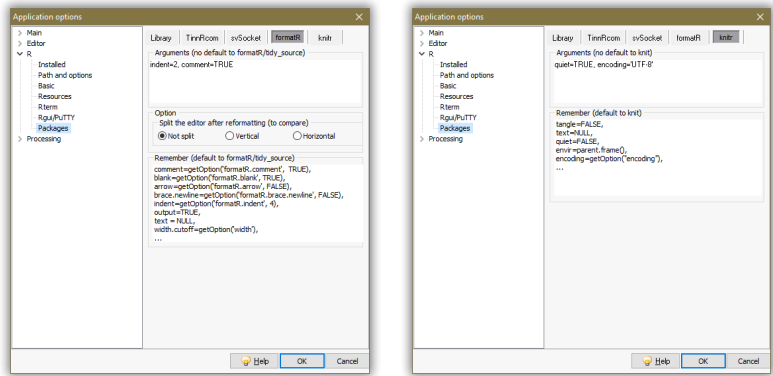 Application options
> Main
> Editor
R
Installed
Path and options
Basic
Resources
Rterm
Rgui/PuTTY
Packages
> Processing
Library TinnRcom svSocket formatR knitr
Arguments (no default to formatR/tidy_source)
indent=2, comment=TRUE
Option
Split the editor after reformatting (to compare)
Not split Vertical Horizontal
Remember (default to formatR/tidy_source)
comment=getOption('formatR.comment', TRUE),
blank=getOption('formatR.blank', TRUE),
arrow=getOption('formatR.arrow', FALSE),
brace.newline=getOption('formatR.brace.newline', FALSE),
indent=getOption('formatR.indent', 4),
output=TRUE,
text = NULL,
width.cutoff=getOption('width'),
...
Help OK Cancel
Application options
> Main
> Editor
R
Installed
Path and options
Basic
Resources
Rterm
Rgui/PuTTY
Packages
> Processing
Library TinnRcom svSocket formatR knitr
Arguments (no default to knit)
quiet=TRUE, encoding='UTF-8'
Remember (default to knit)
tangle=FALSE,
text=NULL,
quiet=FALSE,
envir=parent.frame(),
encoding=getOption("encoding"),
...
Help OK Cancel